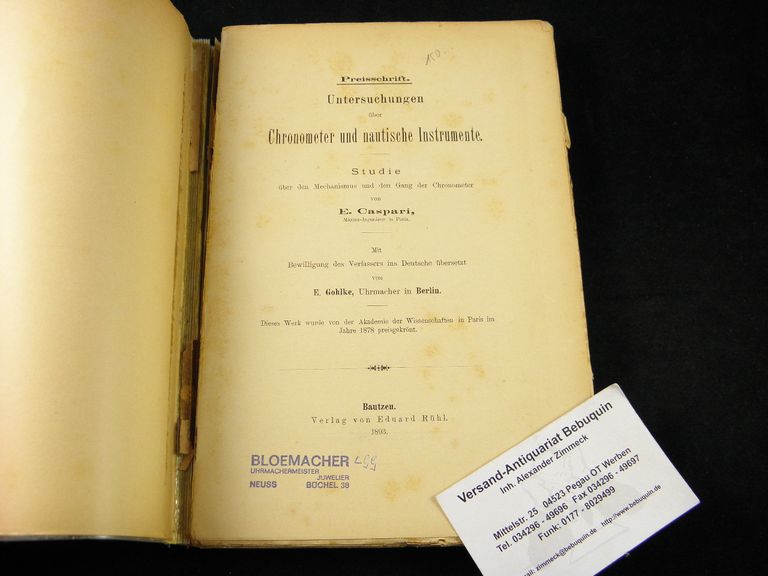 Preisschrift.
Untersuchungen
über
Chronometer und nautische Instrumente.
Studie
über den Mechanismus und den Gang der Chronometer
von
E. Caspari,
Marine-Ingenieur in Paris.
Mit
Bewilligung des Verfassers ins Deutsche übersetzt
von
E. Gohlke, Uhrmacher in Berlin.
Dieses Werk wurde von der Akademie der Wissenschaften in Paris im
Jahre 1878 preisgekrönt.
Bautzen.
Verlag von Eduard Rühl.
1893.
BLOEMACHER
UHRMACHERMEISTER
JUWELIER
NEUSS BÜCHEL 38
Versand-Antiquariat Bebuquin
Inh. Alexander Zimmeck
Mittelstr. 25 04523 Pegau OT Werben
Tel. 034296 - 49696 Fax 034296 - 49697
Funk: 0177 - 8029499
ail: zimmeck@bebuquin.de http://www.bebuquin.de